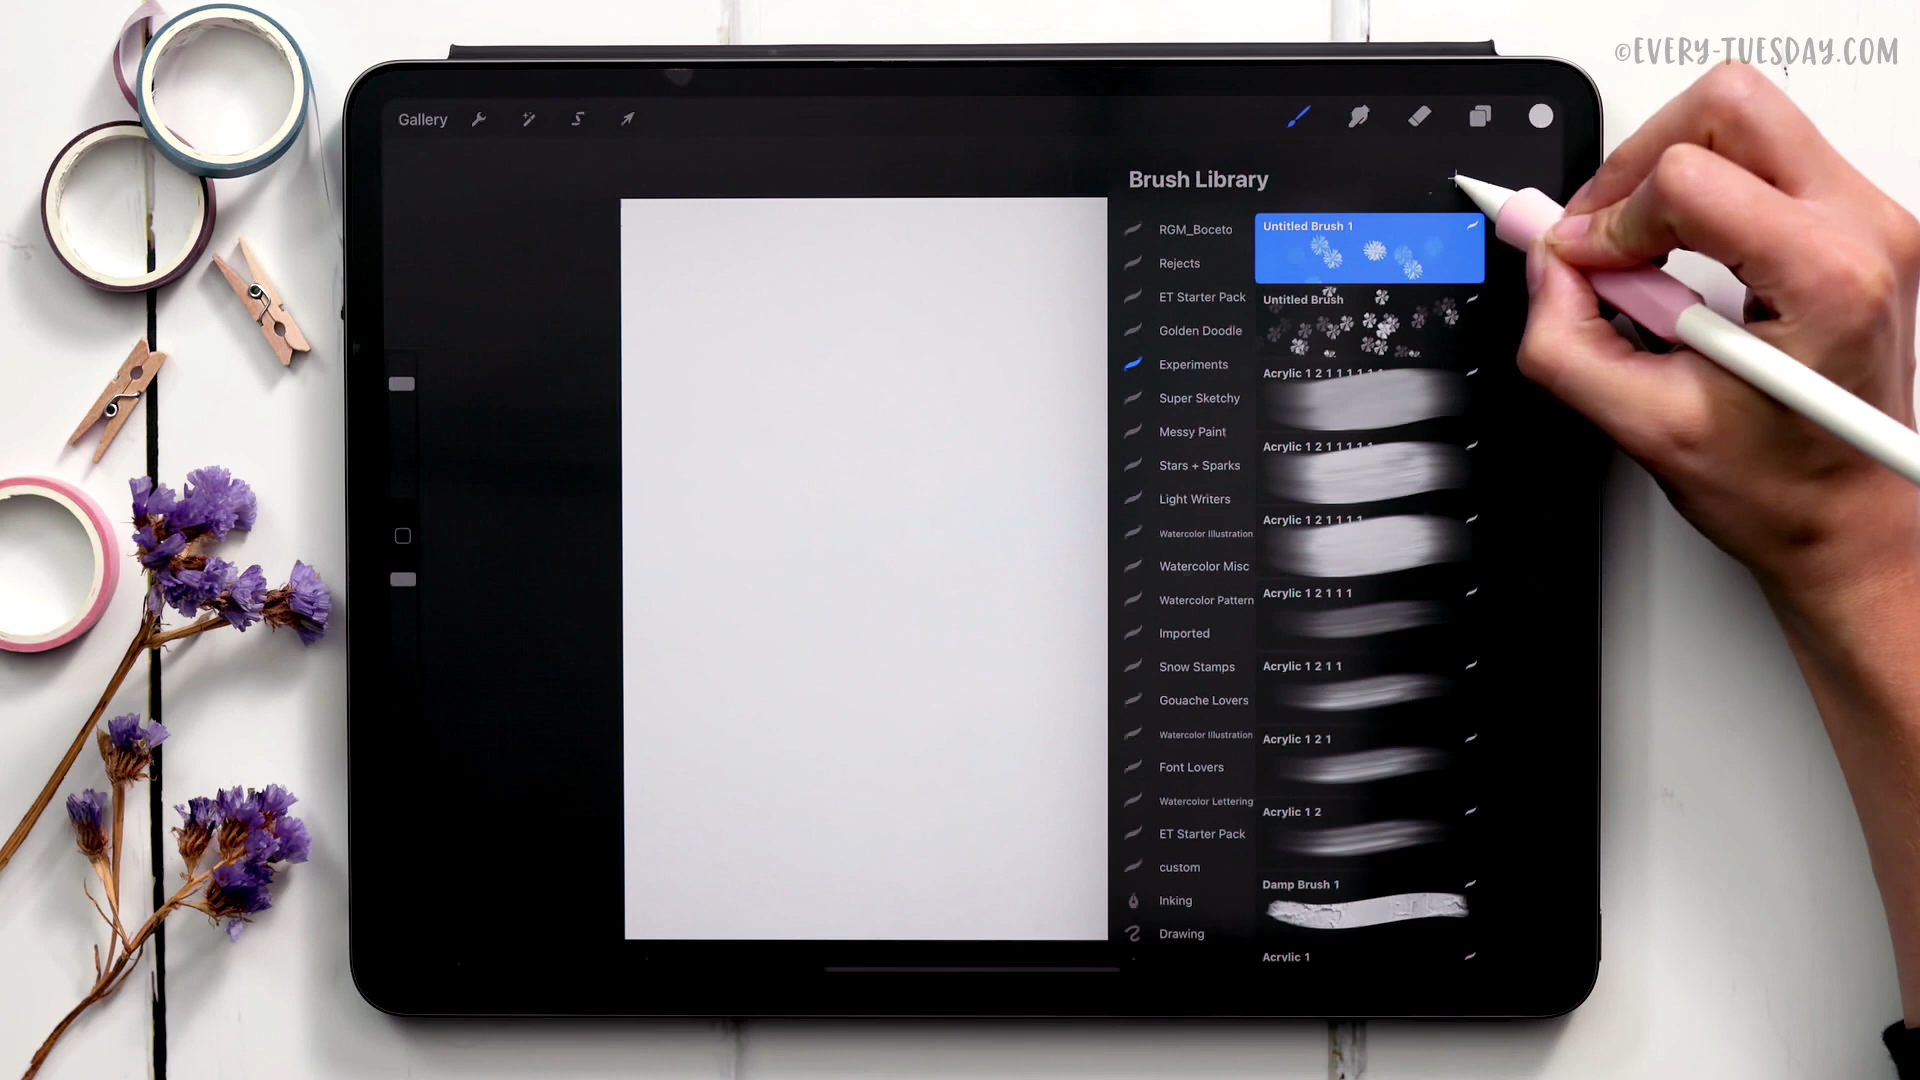 ©EVERY-TUESDAY.COM
Gallery
Brush Library
RGM_Boceto
Rejects
ET Starter Pack
Golden Doodle
Experiments
Super Sketchy
Messy Paint
Stars + Sparks
Light Writers
Watercolor Illustration
Watercolor Misc
Watercolor Pattern
Imported
Snow Stamps
Gouache Lovers
Watercolor Illustration
Font Lovers
Watercolor Lettering
ET Starter Pack
custom
Inking
Drawing
Untitled Brush 1
Untitled Brush
Acrylic 1 2 1 1 1 1 1 1
Acrylic 1 2 1 1 1 1 1
Acrylic 1 2 1 1 1 1
Acrylic 1 2 1 1 1
Acrylic 1 2 1 1
Acrylic 1 2 1
Acrylic 1 2
Damp Brush 1
Acrylic 1